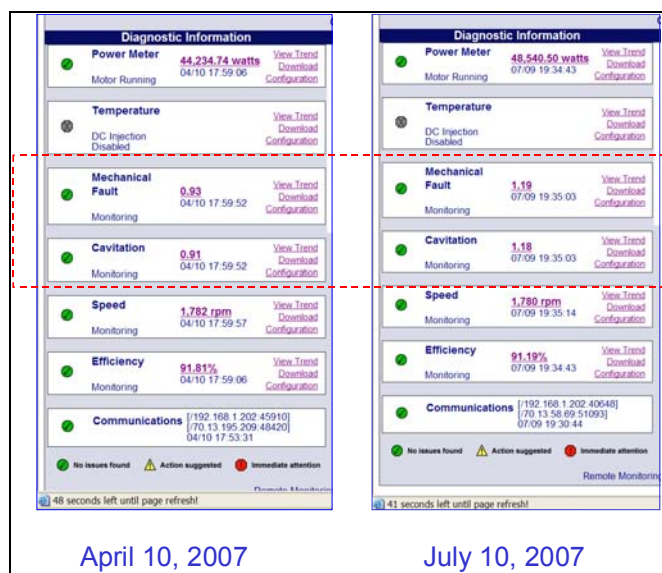 Diagnostic Information
Power Meter
44,234.74 watts
04/10 17:59:06
Motor Running
View Trend
Download
Configuration
Temperature
DC Injection
Disabled
View Trend
Download
Configuration
Mechanical
Fault
0.93
04/10 17:59:52
Monitoring
View Trend
Download
Configuration
Cavitation
0.91
04/10 17:59:52
Monitoring
View Trend
Download
Configuration
Speed
1,782 rpm
04/10 17:59:57
Monitoring
View Trend
Download
Configuration
Efficiency
91.81%
04/10 17:59:06
Monitoring
View Trend
Download
Configuration
Communications
[/192.168.1.202:45910]
[/70.13.195.209:48420]
04/10 17:53:31
No issues found
Action suggested
Immediate attention
48 seconds left until page refresh!
April 10, 2007
Diagnostic Information
Power Meter
48,540.50 watts
07/09 19:34:43
Motor Running
View Trend
Download
Configuration
Temperature
DC Injection
Disabled
View Trend
Download
Configuration
Mechanical
Fault
1.19
07/09 19:35:03
Monitoring
View Trend
Download
Configuration
Cavitation
1.18
07/09 19:35:03
Monitoring
View Trend
Download
Configuration
Speed
1,780 rpm
07/09 19:35:14
Monitoring
View Trend
Download
Configuration
Efficiency
91.19%
07/09 19:34:43
Monitoring
View Trend
Download
Configuration
Communications
[/192.168.1.202:40648]
[/70.13.58.69:51093]
07/09 19:30:44
No issues found
Action suggested
Immediate attention
Remote Monitoring
41 seconds left until page refresh!
July 10, 2007